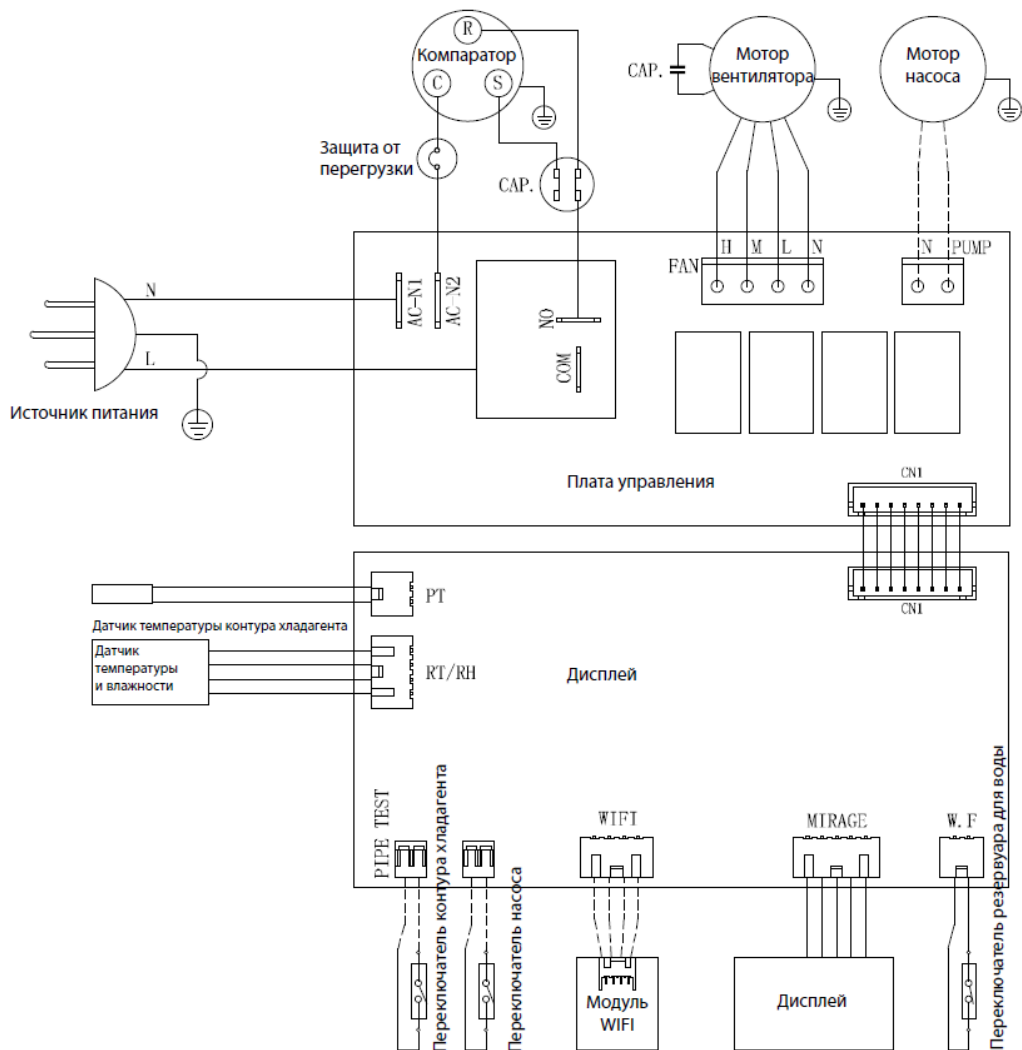 R
Компаратор
C
S
CAP.
Мотор
вентилятора
Мотор
насоса
Защита от
перегрузки
CAP.
N
L
Источник питания
AC-N1
AC-N2
NO
COM
FAN
H M L N
N PUMP
Плата управления
CN1
CN1
PT
Датчик температуры контура хладагента
Датчик
температуры
и влажности
RT/RH
Дисплей
PIPE TEST
Переключатель контура хладагента
Переключатель насоса
WIFI
Модуль
WIFI
MIRAGE
Дисплей
W.F
Переключатель резервуара для воды